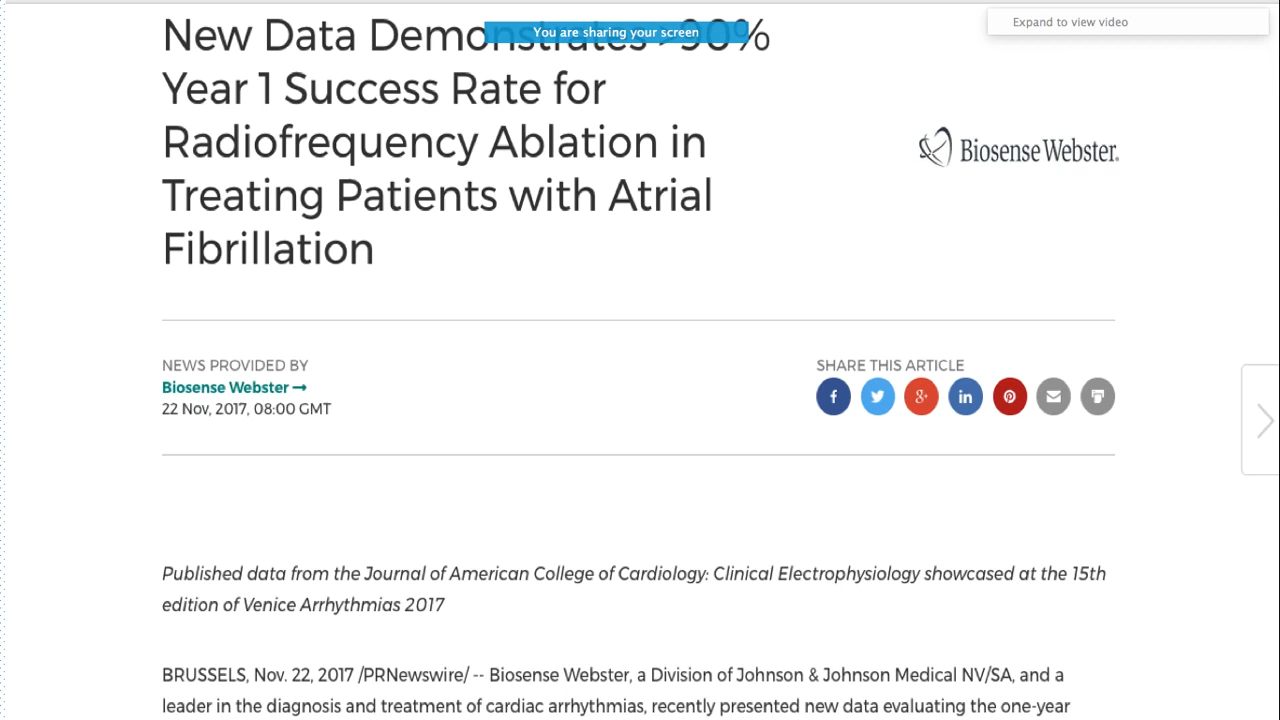 New Data Demonstrates >90%
You are sharing your screen
Expand to view video
Year 1 Success Rate for
Radiofrequency Ablation in
Treating Patients with Atrial
Fibrillation
Biosense Webster®
NEWS PROVIDED BY
Biosense Webster →
22 Nov, 2017, 08:00 GMT
SHARE THIS ARTICLE
Published data from the Journal of American College of Cardiology: Clinical Electrophysiology showcased at the 15th
edition of Venice Arrhythmias 2017
BRUSSELS, Nov. 22, 2017 /PRNewswire/ -- Biosense Webster, a Division of Johnson & Johnson Medical NV/SA, and a
leader in the diagnosis and treatment of cardiac arrhythmias, recently presented new data evaluating the one-year